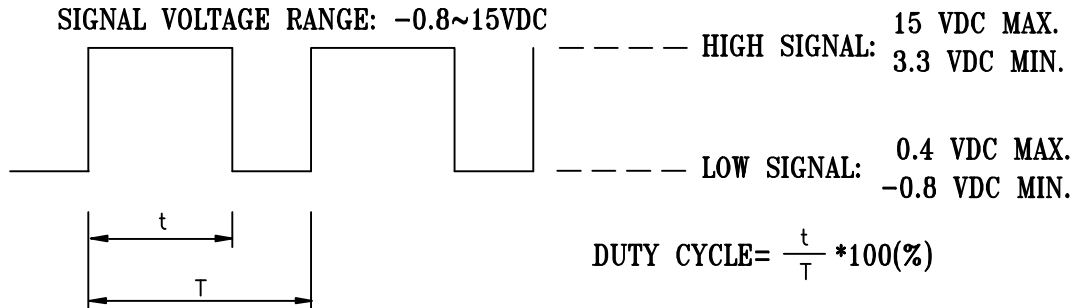 SIGNAL VOLTAGE RANGE: -0.8~15VDC
HIGH SIGNAL: 15 VDC MAX.
3.3 VDC MIN.
LOW SIGNAL: 0.4 VDC MAX.
-0.8 VDC MIN.
t
T
DUTY CYCLE= t/T *100(%)